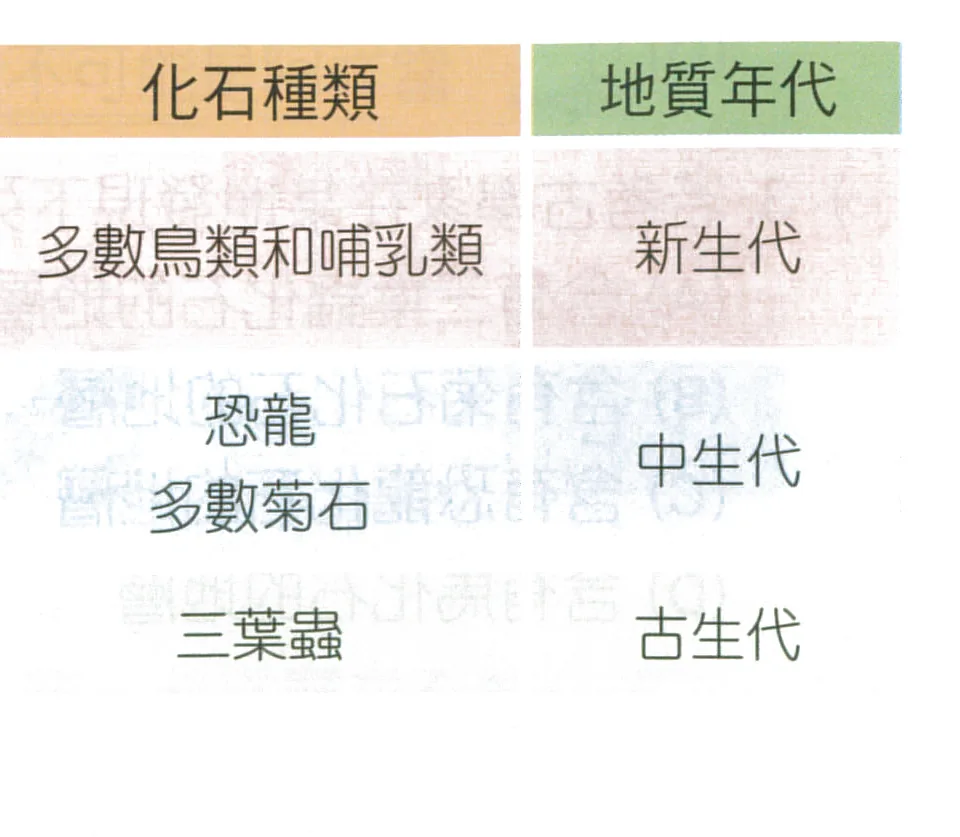 化石種類 地質年代
多數鳥類和哺乳類 新生代
恐龍
多數菊石 中生代
三葉蟲 古生代